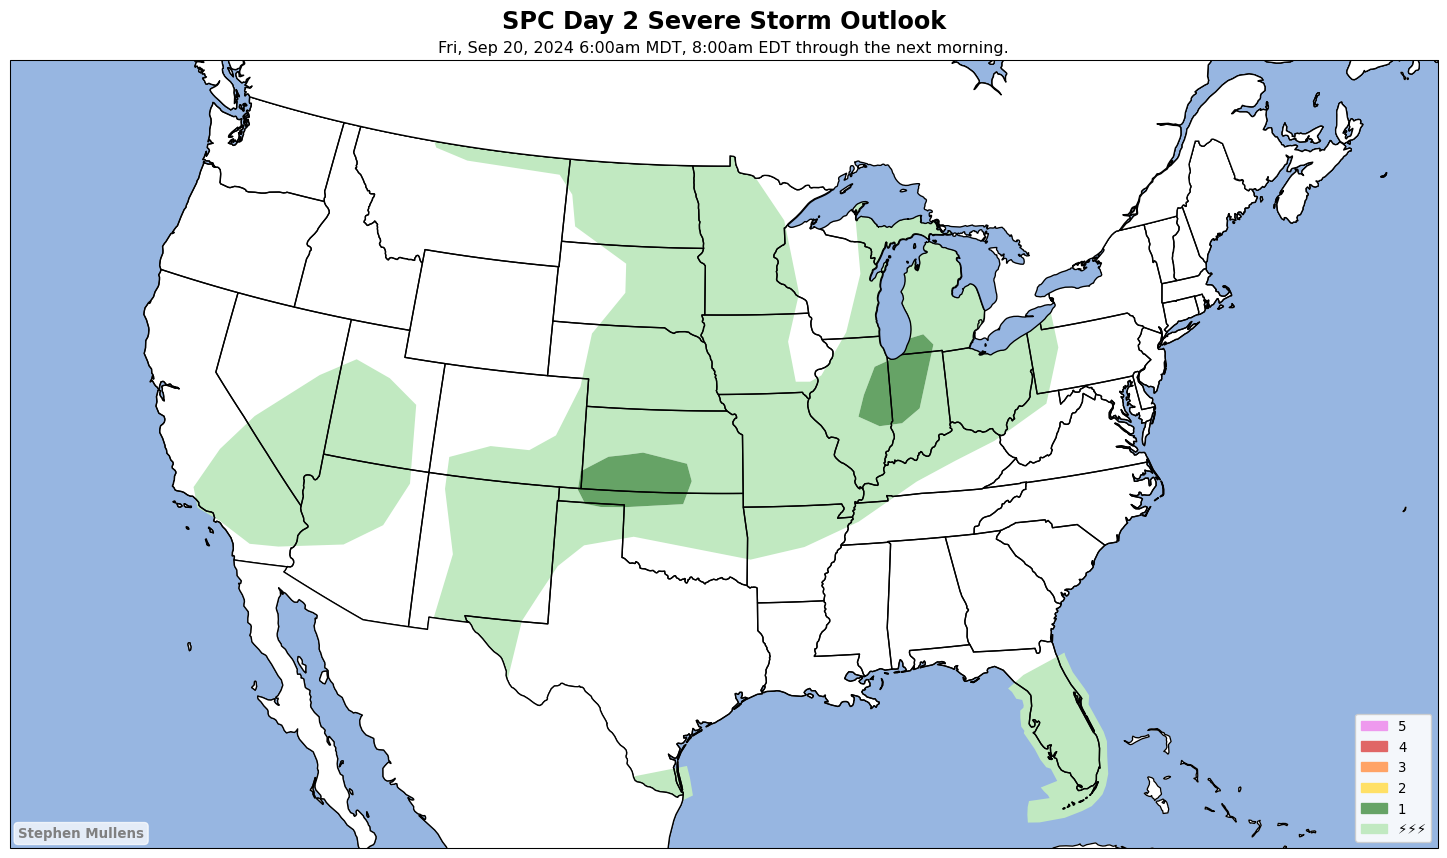 SPC Day 2 Severe Storm Outlook
Fri, Sep 20, 2024 6:00am MDT, 8:00am EDT through the next morning.
5
4
3
2
1
⚡⚡⚡
Stephen Mullens